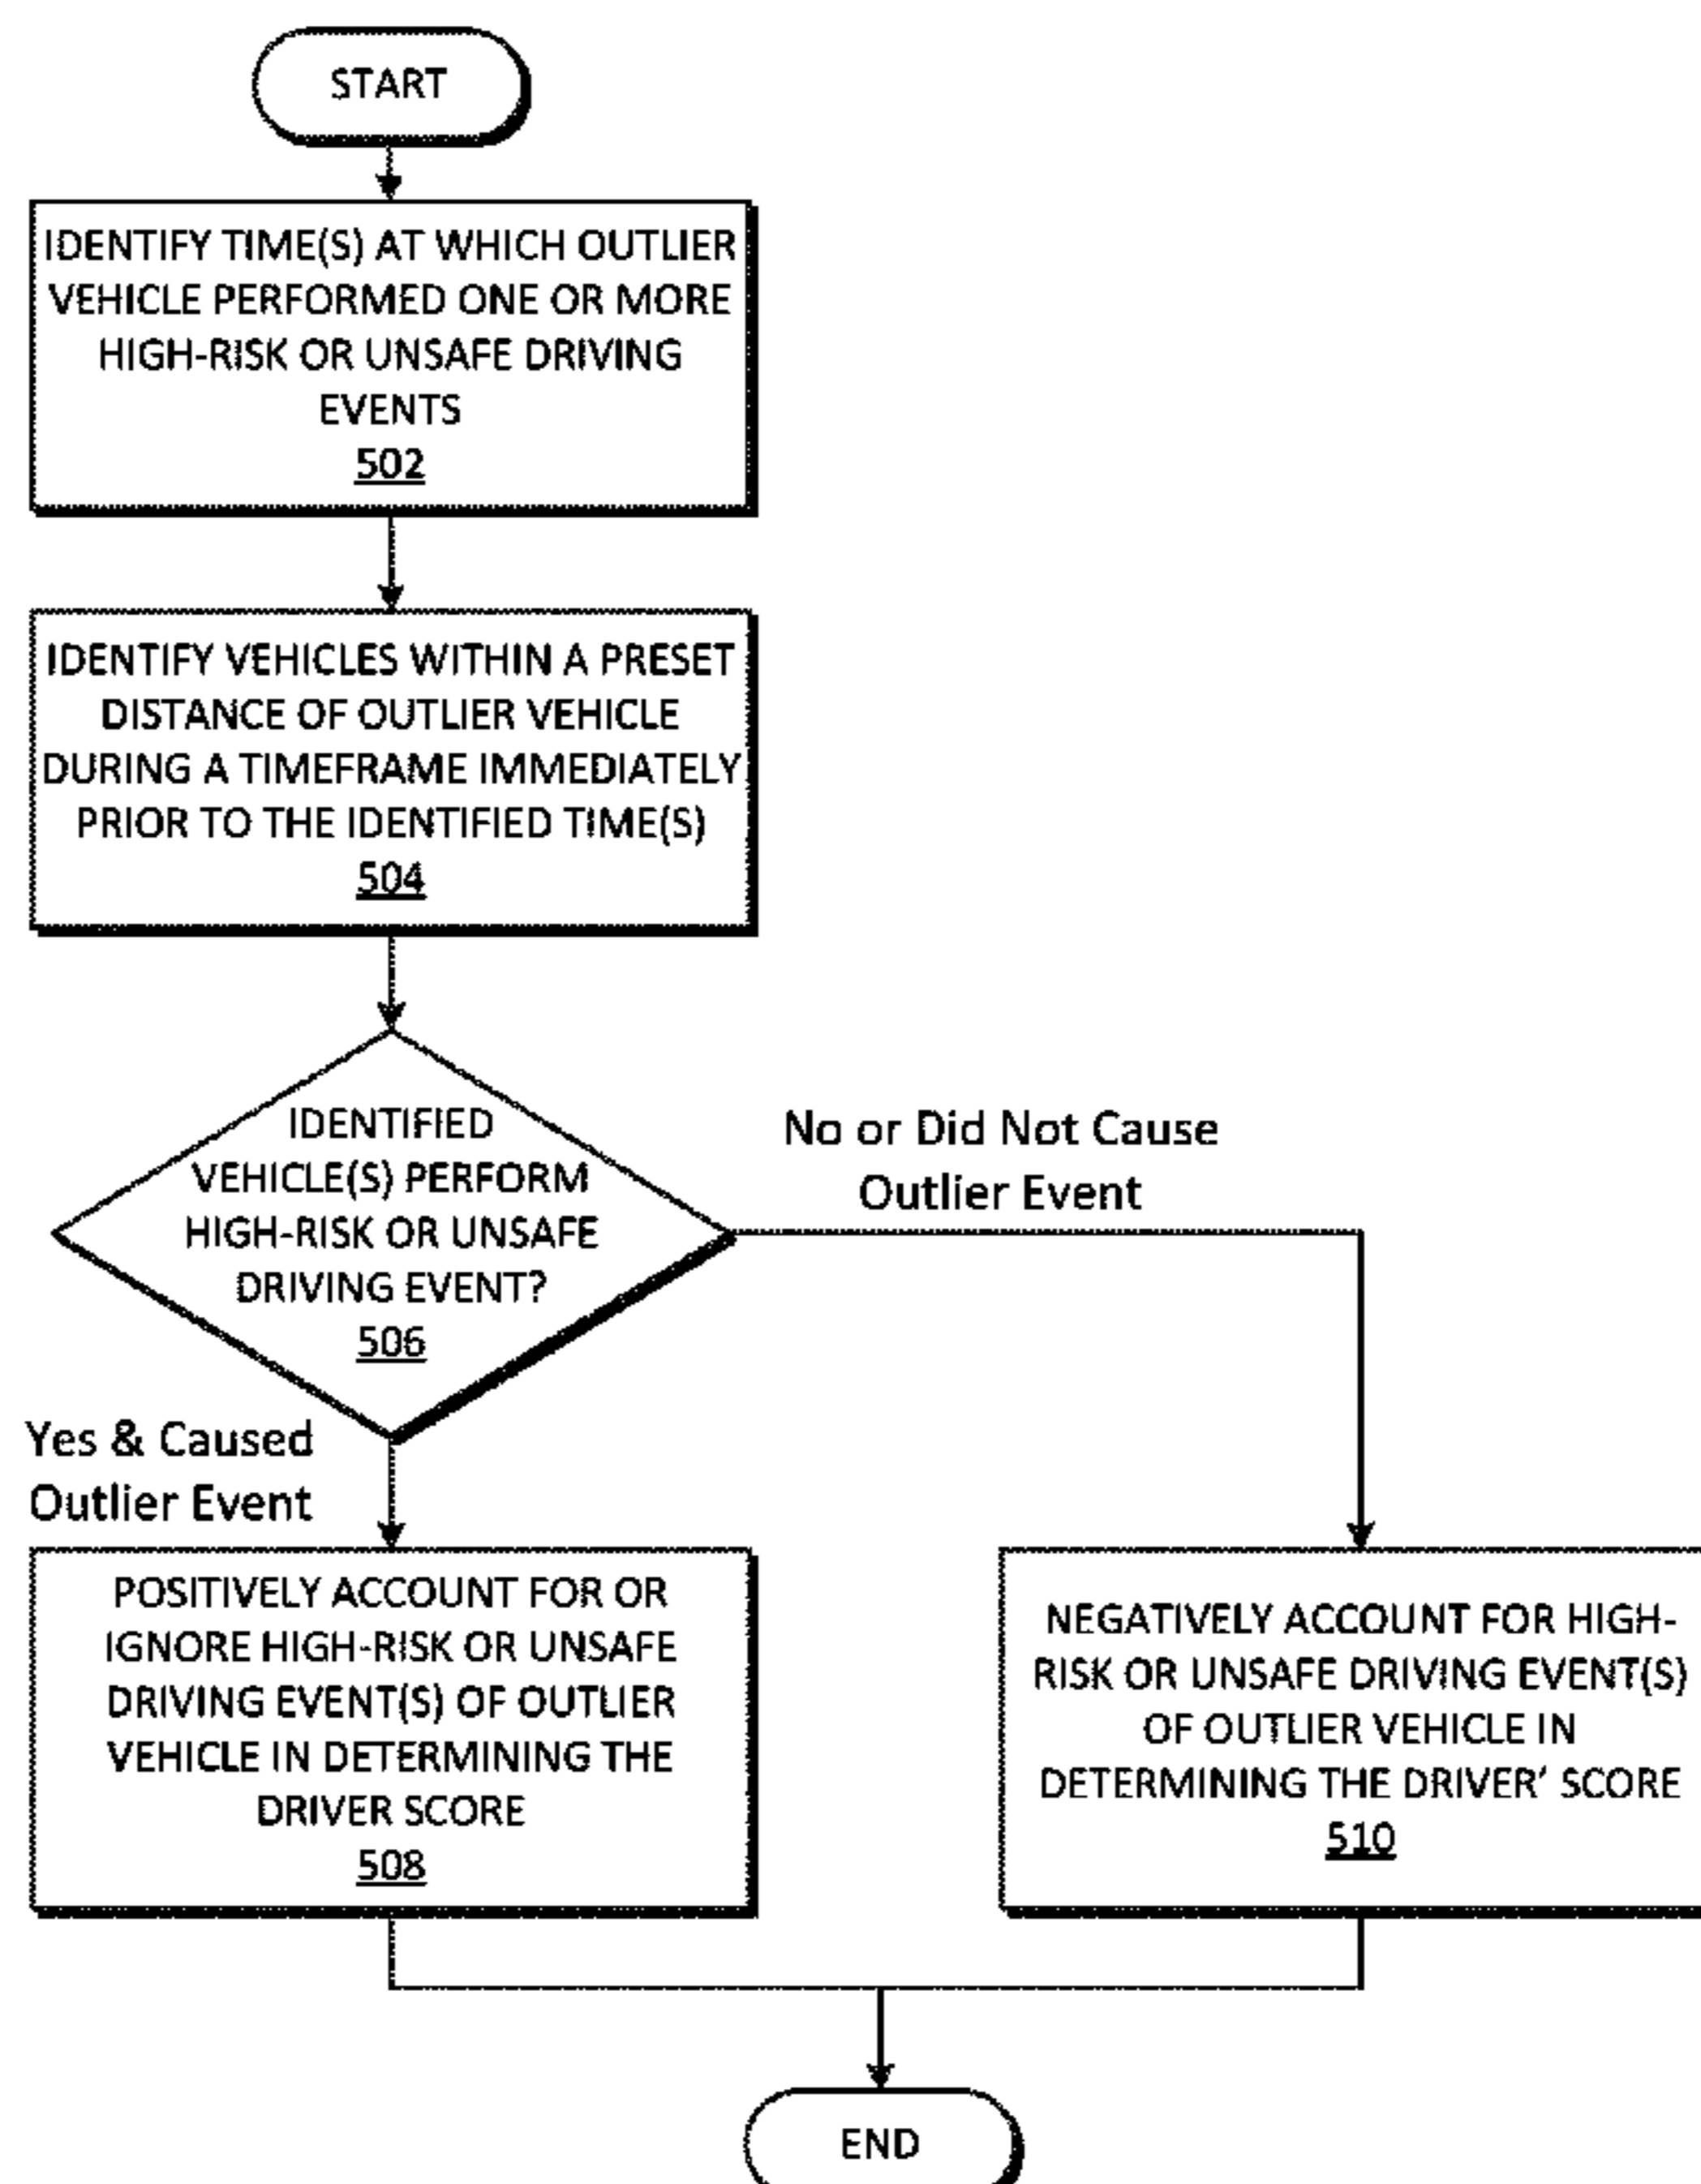 START
IDENTIFY TIME(S) AT WHICH OUTLIER
VEHICLE PERFORMED ONE OR MORE
HIGH-RISK OR UNSAFE DRIVING
EVENTS
502
IDENTIFY VEHICLES WITHIN A PRESET
DISTANCE OF OUTLIER VEHICLE
DURING A TIMEFRAME IMMEDIATELY
PRIOR TO THE IDENTIFIED TIME(S)
504
IDENTIFIED
VEHICLE(S) PERFORM
HIGH-RISK OR UNSAFE
DRIVING EVENT?
506
No or Did Not Cause
Outlier Event
Yes & Caused
Outlier Event
POSITIVELY ACCOUNT FOR OR
IGNORE HIGH-RISK OR UNSAFE
DRIVING EVENT(S) OF OUTLIER
VEHICLE IN DETERMINING THE
DRIVER SCORE
508
NEGATIVELY ACCOUNT FOR HIGH-
RISK OR UNSAFE DRIVING EVENT(S)
OF OUTLIER VEHICLE IN
DETERMINING THE DRIVER’ SCORE
510
END